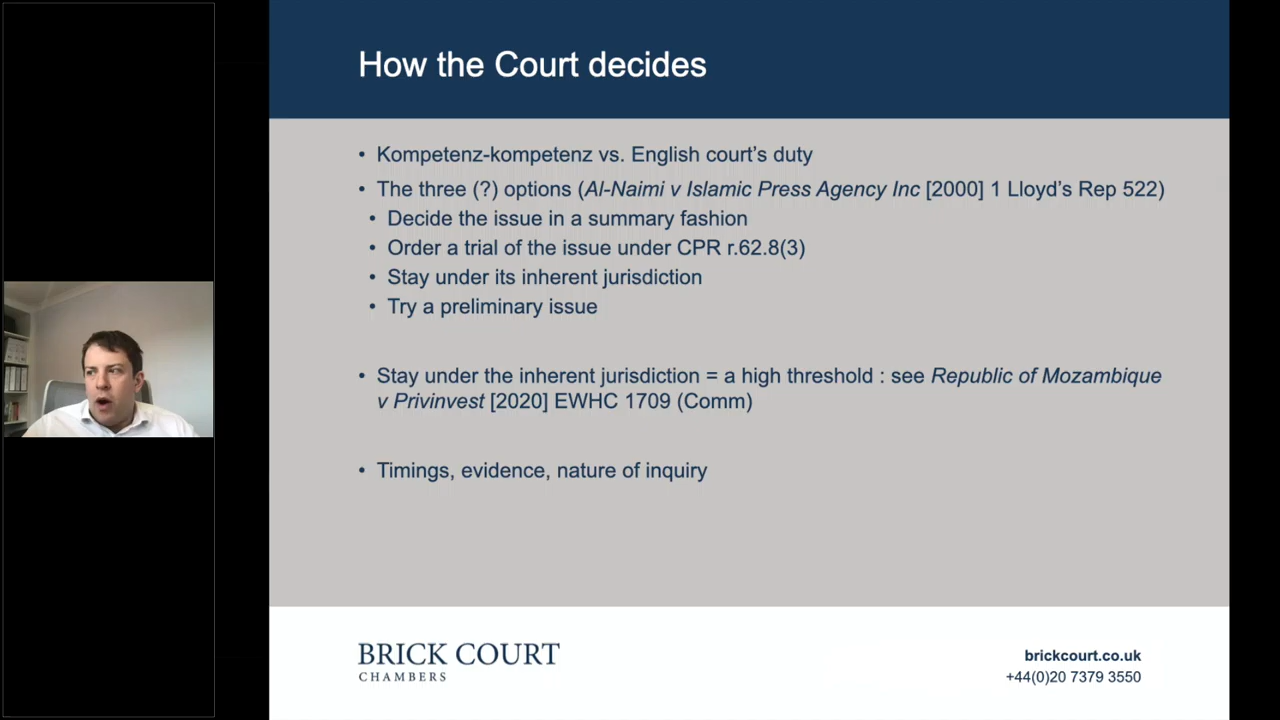 How the Court decides
• Kompetenz-kompetenz vs. English court's duty
• The three (?) options (Al-Naimi v Islamic Press Agency Inc [2000] 1 Lloyd's Rep 522)
• Decide the issue in a summary fashion
• Order a trial of the issue under CPR r.62.8(3)
• Stay under its inherent jurisdiction
• Try a preliminary issue
• Stay under the inherent jurisdiction = a high threshold : see Republic of Mozambique
v Privinvest [2020] EWHC 1709 (Comm)
• Timings, evidence, nature of inquiry
BRICK COURT
CHAMBERS
brickcourt.co.uk
+44(0)20 7379 3550